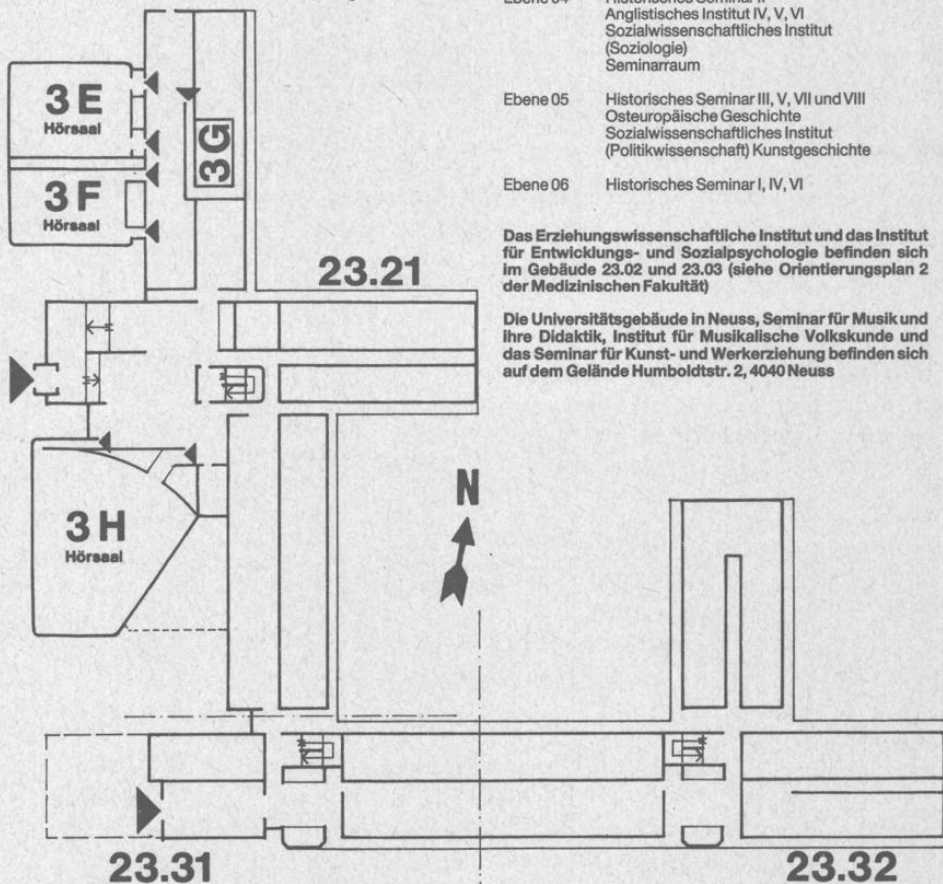 Ebene 04 Historisches Seminar II
Anglistisches Institut IV, V, VI
Sozialwissenschaftliches Institut
(Soziologie)
Seminarraum
Ebene 05 Historisches Seminar III, V, VII und VIII
Osteuropäische Geschichte
Sozialwissenschaftliches Institut
(Politikwissenschaft) Kunstgeschichte
Ebene 06 Historisches Seminar I, IV, VI
Das Erziehungswissenschaftliche Institut und das Institut
für Entwicklungs- und Sozialpsychologie befinden sich
im Gebäude 23.02 und 23.03 (siehe Orientierungsplan 2
der Medizinischen Fakultät)
Die Universitätsgebäude in Neuss, Seminar für Musik und
ihre Didaktik, Institut für Musikalische Volkskunde und
das Seminar für Kunst- und Werkerziehung befinden sich
auf dem Gelände Humboldtstr. 2, 4040 Neuss
3E
Hörsaal
3G
3F
Hörsaal
23.21
3H
Hörsaal
N
23.31
23.32